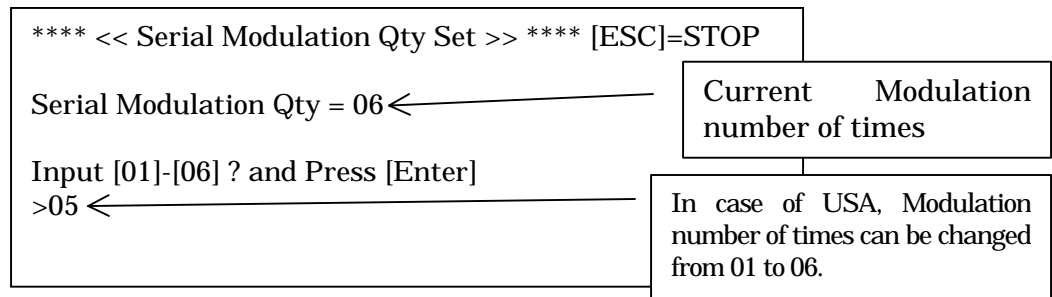 **** << Serial Modulation Qty Set >> **** [ESC]=STOP
Serial Modulation Qty = 06
Current Modulation
number of times
Input [01]-[06] ? and Press [Enter]
>05
In case of USA, Modulation
number of times can be changed
from 01 to 06.